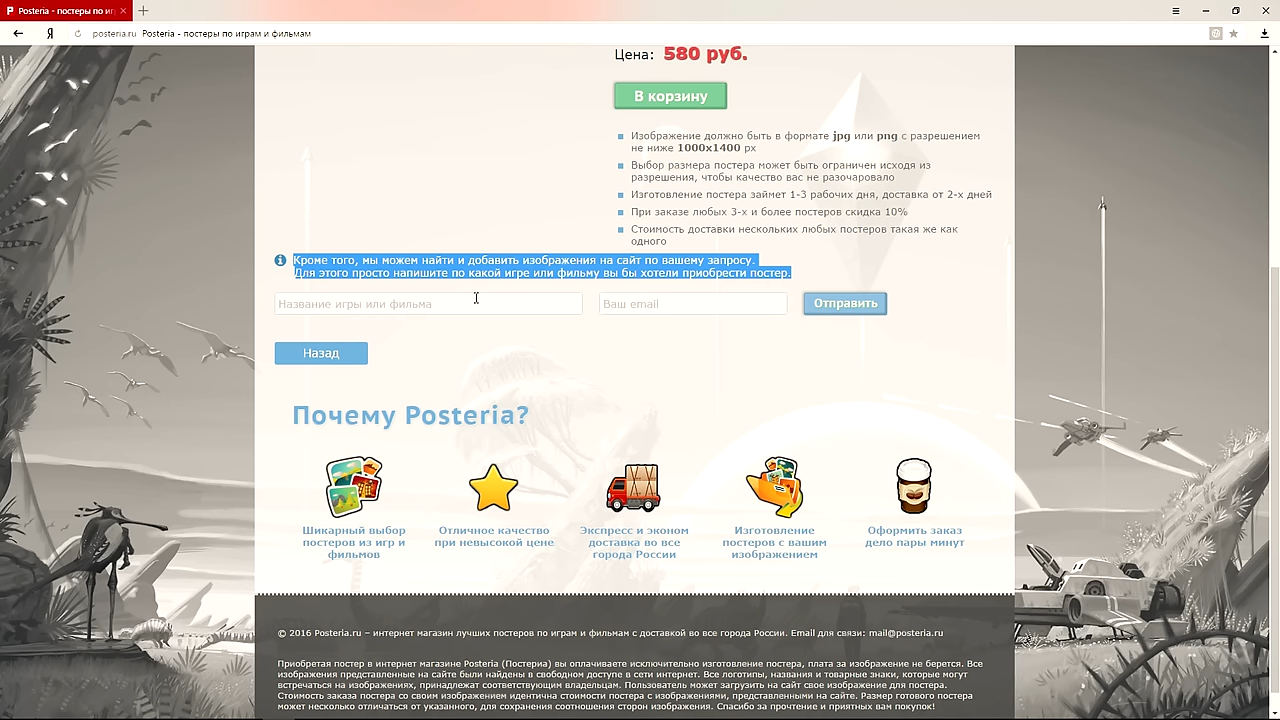 Posteria - постеры по иг
posteria.ru Posteria - постеры по играм и фильмам
Цена: 580 руб.
В корзину
Изображение должно быть в формате jpg или png с разрешением
не ниже 1000x1400 px
Выбор размера постера может быть ограничен исходя из
разрешения, чтобы качество вас не разочаровало
Изготовление постера займет 1-3 рабочих дня, доставка от 2-х дней
При заказе любых 3-х и более постеров скидка 10%
Стоимость доставки нескольких любых постеров такая же как
одного
Кроме того, мы можем найти и добавить изображения на сайт по вашему запросу.
Для этого просто напишите по какой игре или фильму вы бы хотели приобрести постер.
Название игры или фильма
Ваш email
Отправить
Назад
Почему Posteria?
Шикарный выбор
постеров из игр и
фильмов
Отличное качество
при невысокой цене
Экспресс и эконом
доставка во все
города России
Изготовление
постеров с вашим
изображением
Оформить заказ
дело пары минут
© 2016 Posteria.ru – интернет магазин лучших постеров по играм и фильмам с доставкой во все города России. Email для связи: mail@posteria.ru
Приобретая постер в интернет магазине Posteria (Постериа) вы оплачиваете исключительно изготовление постера, плата за изображение не берется. Все
изображения представленные на сайте были найдены в свободном доступе в сети интернет. Все логотипы, названия и товарные знаки, которые могут
встречаться на изображениях, принадлежат соответствующим владельцам. Пользователь может загрузить на сайт свое изображение для постера.
Стоимость заказа постера со своим изображением идентична стоимости постера с изображениями, представленными на сайте. Размер готового постера
может несколько отличаться от указанного, для сохранения соотношения сторон изображения. Спасибо за прочтение и приятных вам покупок!